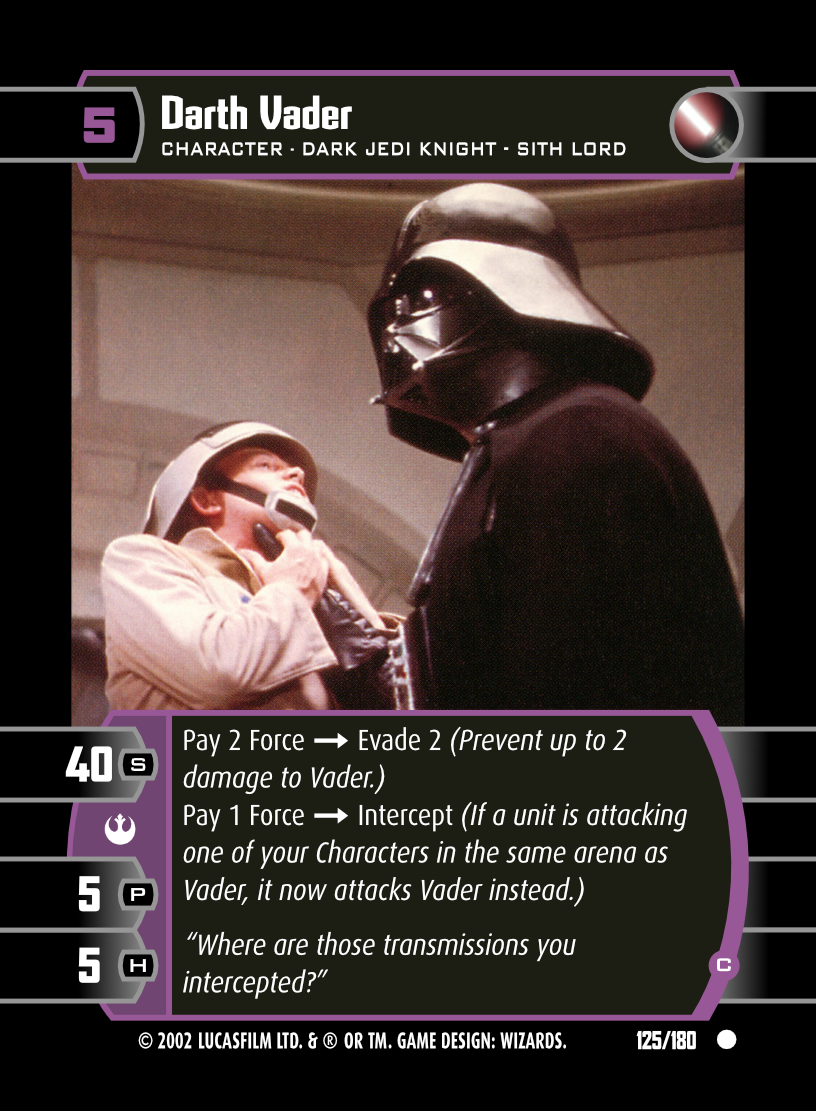 5
Darth Vader
CHARACTER · DARK JEDI KNIGHT - SITH LORD
40 S
5 P
5 H
Pay 2 Force → Evade 2 (Prevent up to 2
damage to Vader.)
Pay 1 Force → Intercept (If a unit is attacking
one of your Characters in the same arena as
Vader, it now attacks Vader instead.)
“Where are those transmissions you
intercepted?”
C
© 2002 LUCASFILM LTD. & ® OR TM. GAME DESIGN: WIZARDS.
125/180